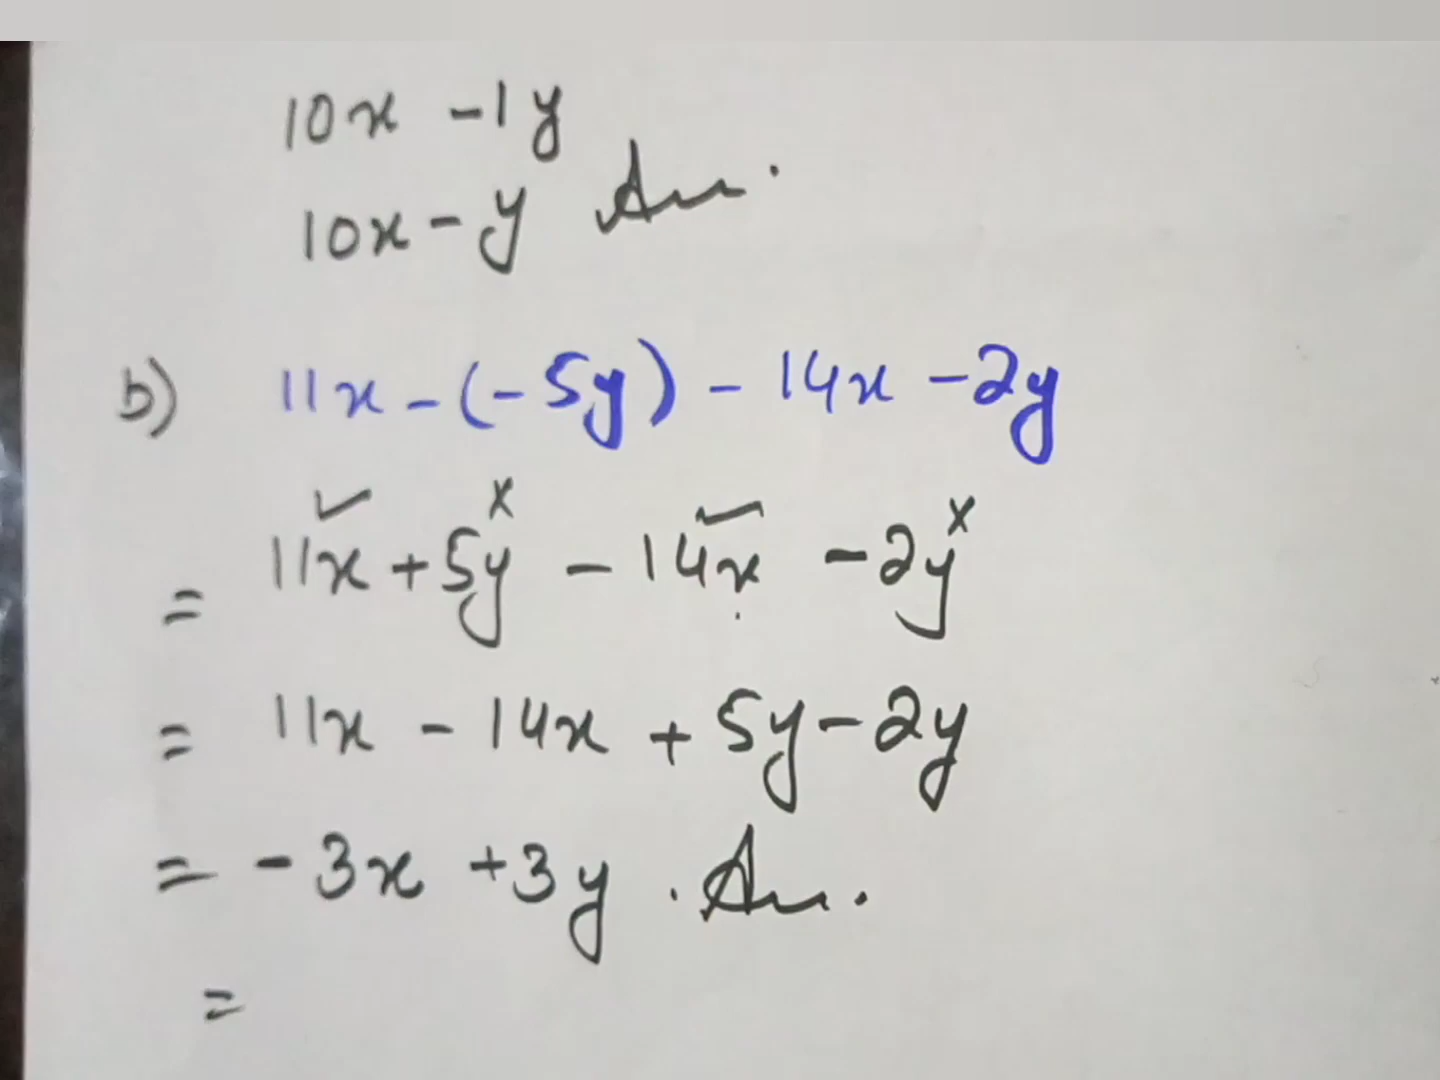 10x - 1y
10x - y Ans.
b) 11x - (- 5y) - 14x - 2y
= 11x + 5y - 14x - 2y
= 11x - 14x + 5y - 2y
= - 3x + 3y . Ans.
=